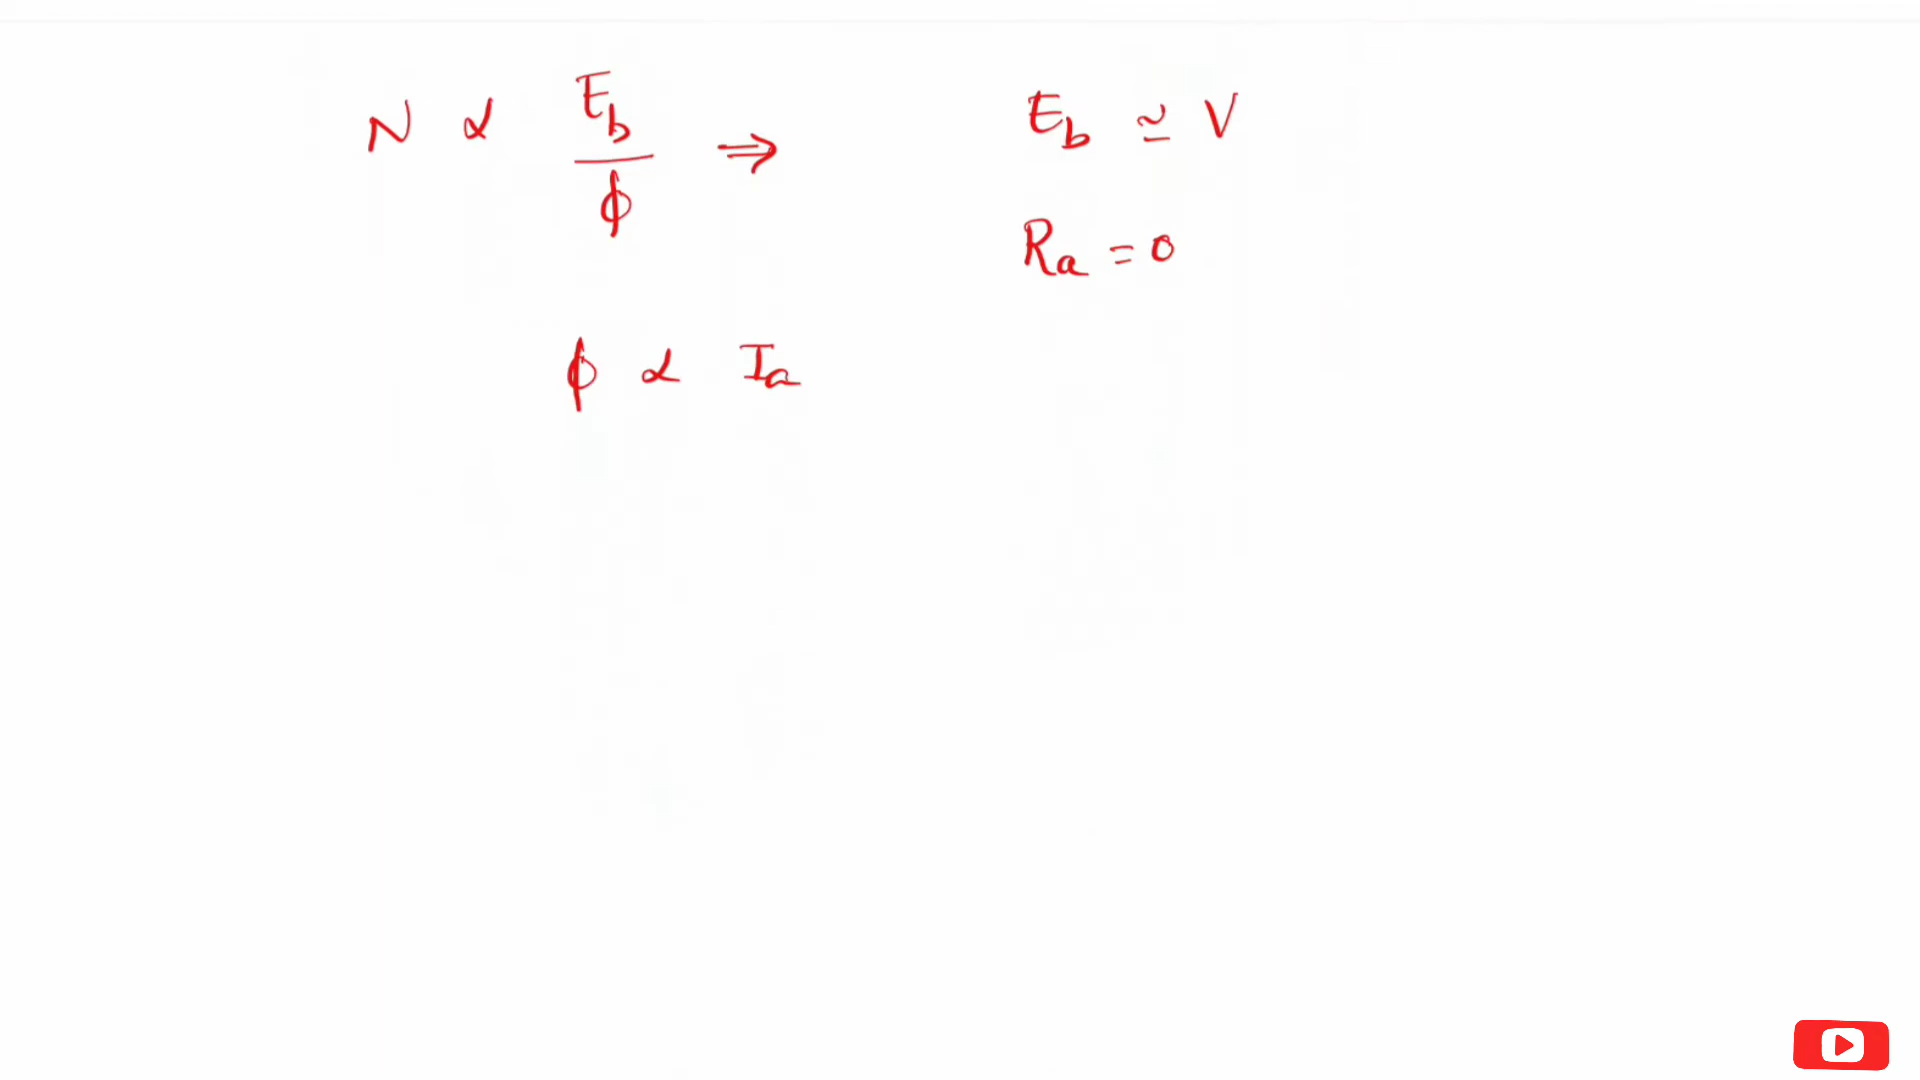 N ∝ E_b / ϕ ⇒ E_b ≃ V
R_a = 0
ϕ ∝ I_a